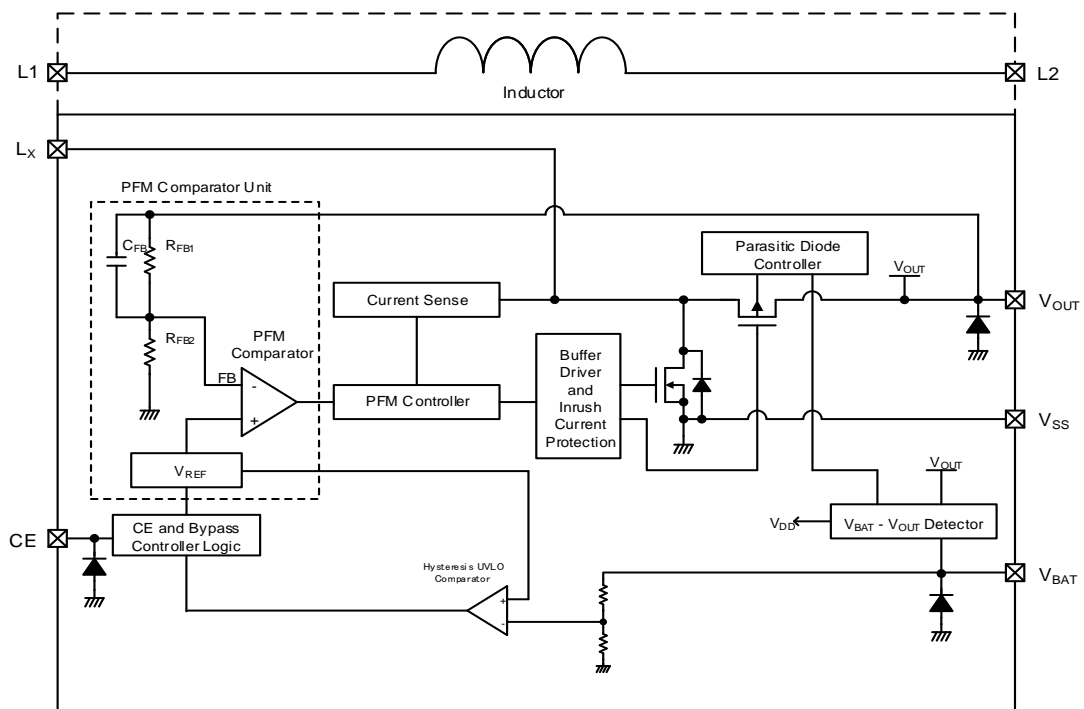 L1
L2
Inductor
LX
PFM Comparator Unit
CFB
RFB1
Parasitic Diode
Controller
VOUT
Current Sense
VOUT
RFB2
PFM
Comparator
Buffer
Driver
and
Inrush
Current
Protection
FB
-
PFM Controller
+
VSS
VREF
VOUT
CE
CE and Bypass
Controller Logic
VDD
VBAT - VOUT Detector
Hysteresis UVLO
Comparator
VBAT
+
-